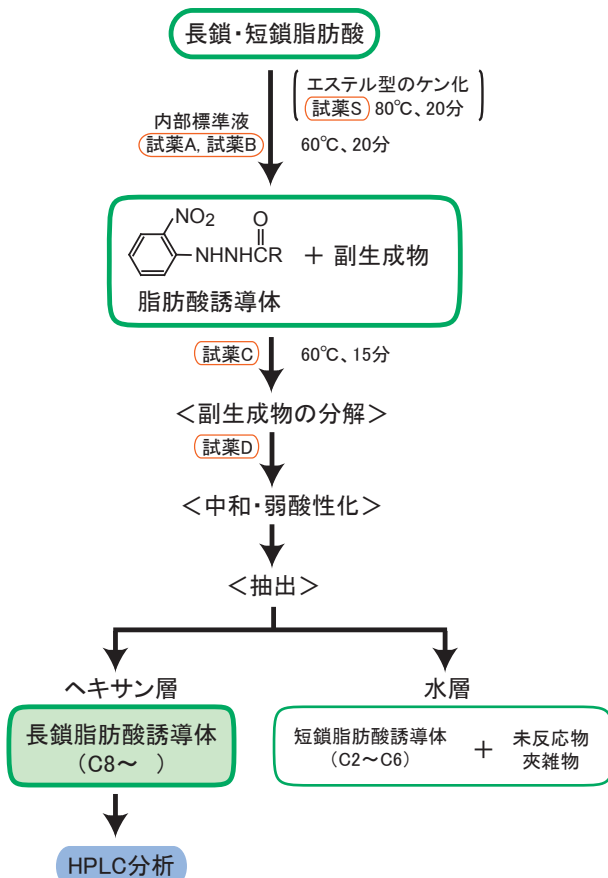 長鎖・短鎖脂肪酸
エステル型のケン化
試薬S 80℃、20分
内部標準液
試薬A, 試薬B 60℃、20分
NO2 O
NHNHCR + 副生成物
脂肪酸誘導体
試薬C 60℃、15分
＜副生成物の分解＞
試薬D
＜中和・弱酸性化＞
＜抽出＞
ヘキサン層
長鎖脂肪酸誘導体
（C8～ ）
HPLC分析
水層
短鎖脂肪酸誘導体
（C2～C6）
+
未反応物
夾雑物